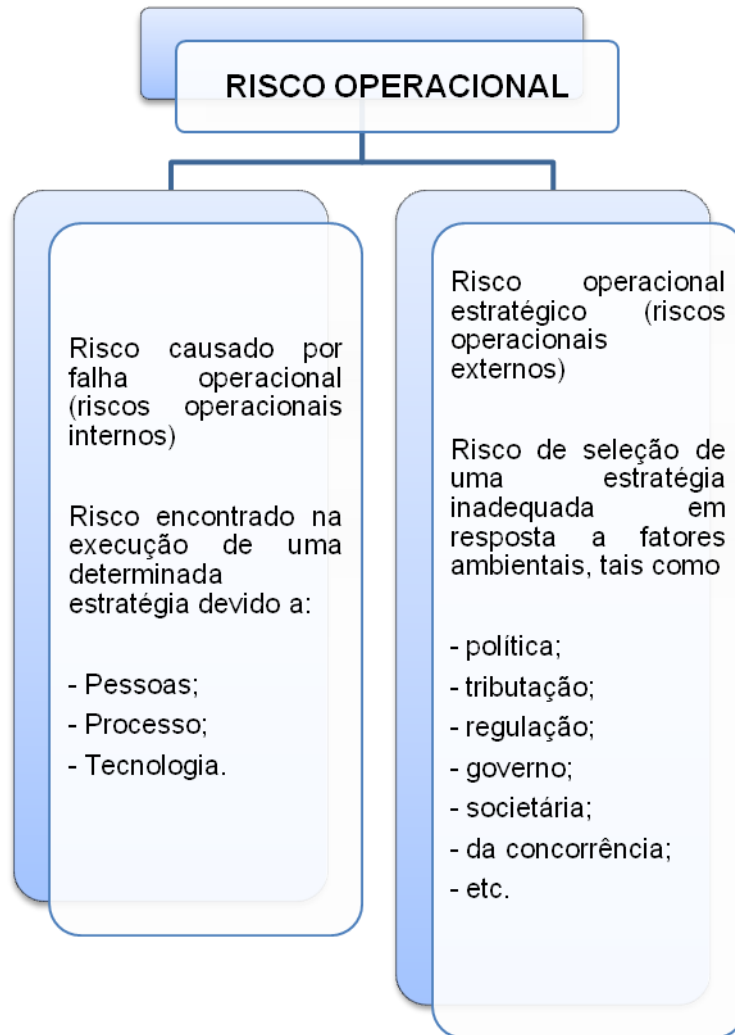 RISCO OPERACIONAL
Risco causado por
falha operacional
(riscos operacionais
internos)
Risco encontrado na
execução de uma
determinada
estratégia devido a:
- Pessoas;
- Processo;
- Tecnologia.
Risco operacional
estratégico (riscos
operacionais
externos)
Risco de seleção de
uma estratégia
inadequada em
resposta a fatores
ambientais, tais como
- política;
- tributação;
- regulação;
- governo;
- societária;
- da concorrência;
- etc.